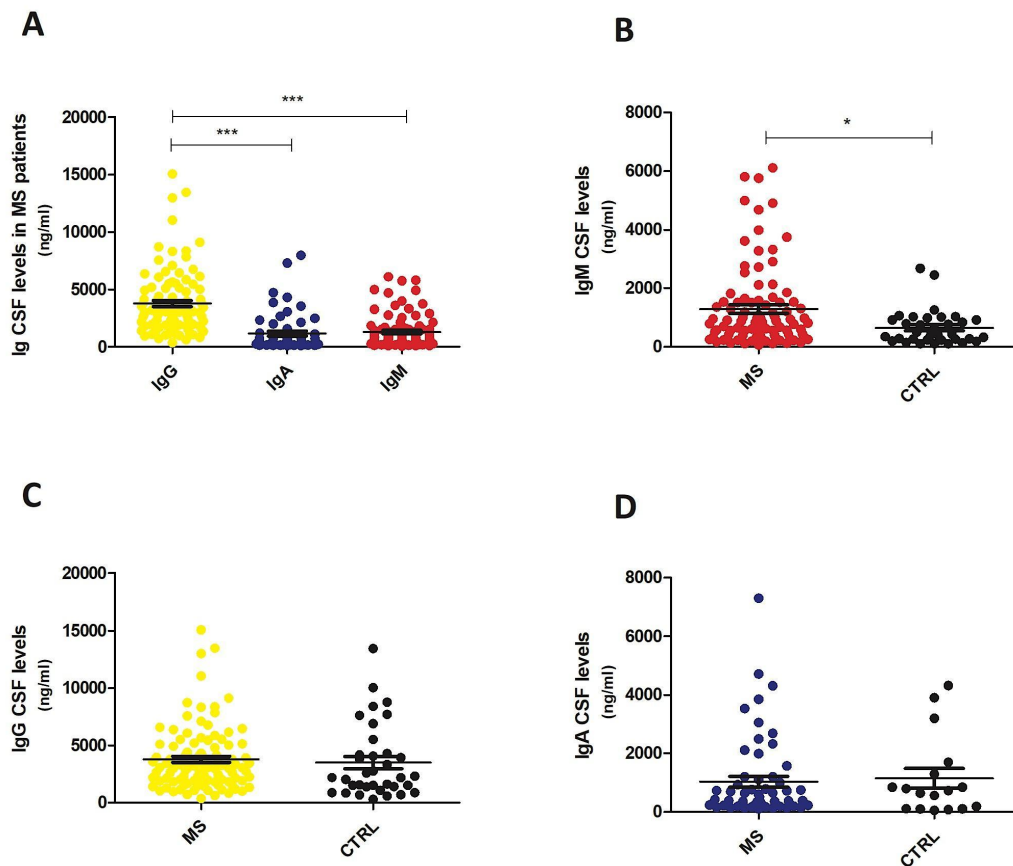 A
Ig CSF levels in MS patients
(ng/ml)
20000
15000
10000
5000
0
***
***
IgG
IgA
IgM
B
IgM CSF levels
(ng/ml)
8000
6000
4000
2000
0
*
MS
CTRL
C
IgG CSF levels
(ng/ml)
20000
15000
10000
5000
0
MS
CTRL
D
IgA CSF levels
(ng/ml)
8000
6000
4000
2000
0
MS
CTRL